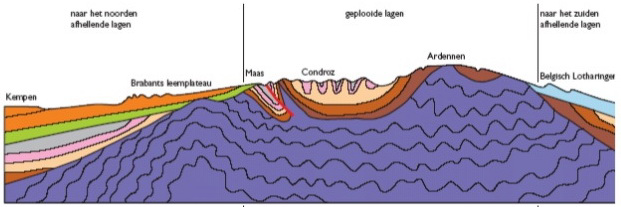 naar het noorden
afhellende lagen
geplooide lagen
naar het zuiden
afhellende lagen
Ardennen
Kempen
Brabants leemplateau
Maas
Condroz
Belgisch Lotharingen